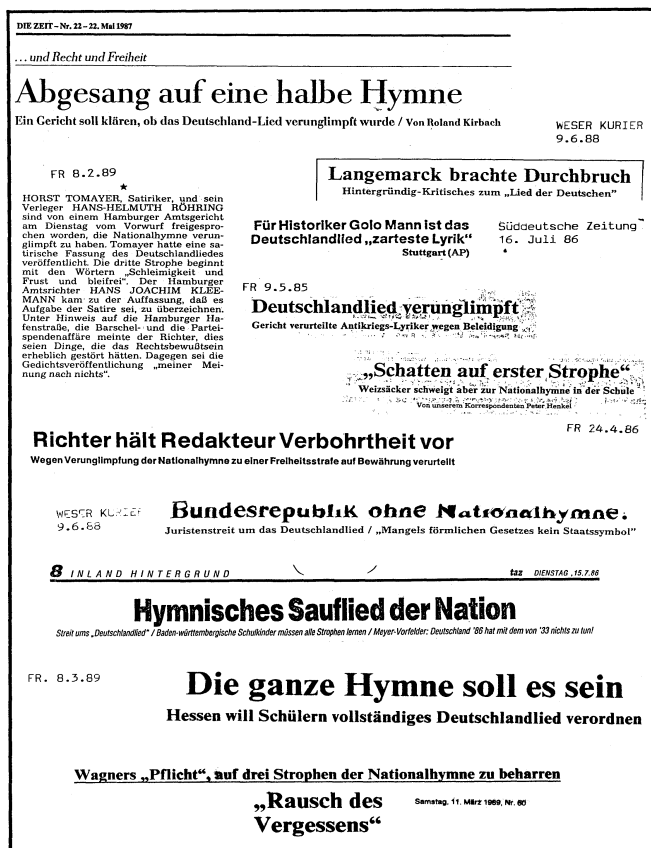 DIE ZEIT – Nr. 22 – 22. Mai 1987
…und Recht und Freiheit
Abgesang auf eine halbe Hymne
Ein Gericht soll klären, ob das Deutschland-Lied verunglimpft wurde / Von Roland Kirbach
WESER KURIER
9.6.88
FR 8.2.89
★
HORST TOMAYER, Satiriker, und sein
Verleger HANS-HELMUTH RÖHRING
sind von einem Hamburger Amtsgericht
am Dienstag vom Vorwurf freigespro-
chen worden, die Nationalhymne verun-
glimpft zu haben. Tomayer hatte eine sa-
tirische Fassung des Deutschlandliedes
veröffentlicht. Die dritte Strophe beginnt
mit den Wörtern „Schleimigkeit und
Frust und bleifrei". Der Hamburger
Amtsrichter HANS JOACHIM KLEE-
MANN kam zu der Auffassung, daß es
Aufgabe der Satire sei, zu überzeichnen.
Unter Hinweis auf die Hamburger Ha-
fenstraße, die Barschel- und die Partei-
spendenaffäre meinte der Richter, dies
seien Dinge, die das Rechtsbewußtsein
erheblich gestört hätten. Dagegen sei die
Gedichtsveröffentlichung „meiner Mei-
nung nach nichts".
Langemarck brachte Durchbruch
Hintergründig-Kritisches zum „Lied der Deutschen"
Für Historiker Golo Mann ist das
Deutschlandlied „zarteste Lyrik"
Stuttgart (AP)
Süddeutsche Zeitung
16. Juli 86
FR 9.5.85
Deutschlandlied verunglimpft
Gericht verurteilte Antikriegs-Lyriker wegen Beleidigung
„Schatten auf erster Strophe"
Weizsäcker schweigt aber zur Nationalhymne in der Schule
Von unserem Korrespondenten Peter Henkel
FR 24.4.86
Richter hält Redakteur Verbohrtheit vor
Wegen Verunglimpfung der Nationalhymne zu einer Freiheitsstrafe auf Bewährung verurteilt
WESER KURIER
9.6.88
Bundesrepublik ohne Nationalhymne.
Juristenstreit um das Deutschlandlied / „Mangels förmlichen Gesetzes kein Staatssymbol"
8 INLAND HINTERGRUND
taz DIENSTAG, 15.7.86
Hymnisches Sauflied der Nation
Streit ums „Deutschlandlied" / Baden-württembergische Schulkinder müssen alle Strophen lernen / Meyer-Vorfelder: Deutschland '86 hat mit dem von '33 nichts zu tun!
FR. 8.3.89
Die ganze Hymne soll es sein
Hessen will Schülern vollständiges Deutschlandlied verordnen
Wagners „Pflicht", auf drei Strophen der Nationalhymne zu beharren
„Rausch des
Vergessens"
Samstag, 11. März 1989, Nr. 60